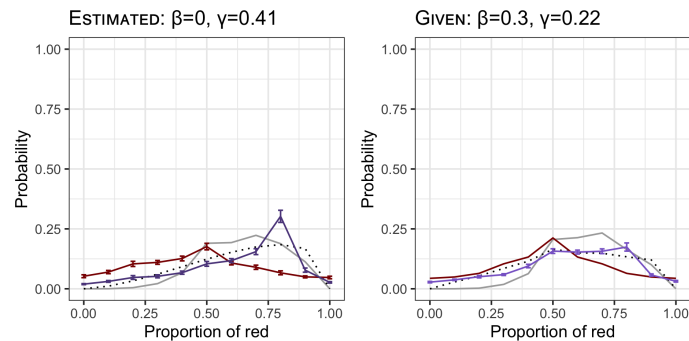 Estimated: β=0, γ=0.41
1.00
0.75
0.50
0.25
0.00
Probability
0.00 0.25 0.50 0.75 1.00
Proportion of red
Given: β=0.3, γ=0.22
1.00
0.75
0.50
0.25
0.00
Probability
0.00 0.25 0.50 0.75 1.00
Proportion of red